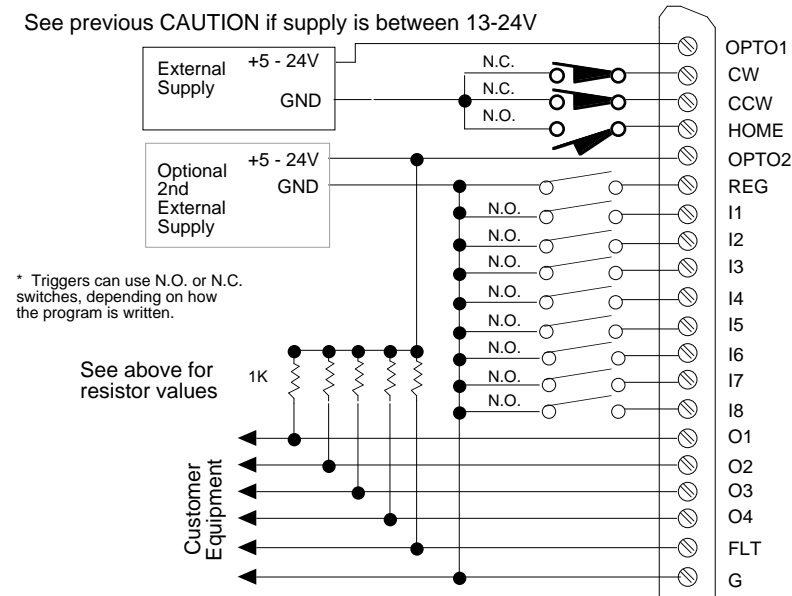 See previous CAUTION if supply is between 13-24V
External
Supply
+5 - 24V
GND
N.C.
N.C.
N.O.
OPTO1
CW
CCW
HOME
OPTO2
Optional
2nd
External
Supply
+5 - 24V
GND
REG
N.O.
I1
N.O.
I2
N.O.
I3
N.O.
I4
N.O.
I5
N.O.
I6
N.O.
I7
N.O.
I8
* Triggers can use N.O. or N.C.
switches, depending on how
the program is written.
See above for
resistor values
1K
Customer
Equipment
O1
O2
O3
O4
FLT
G